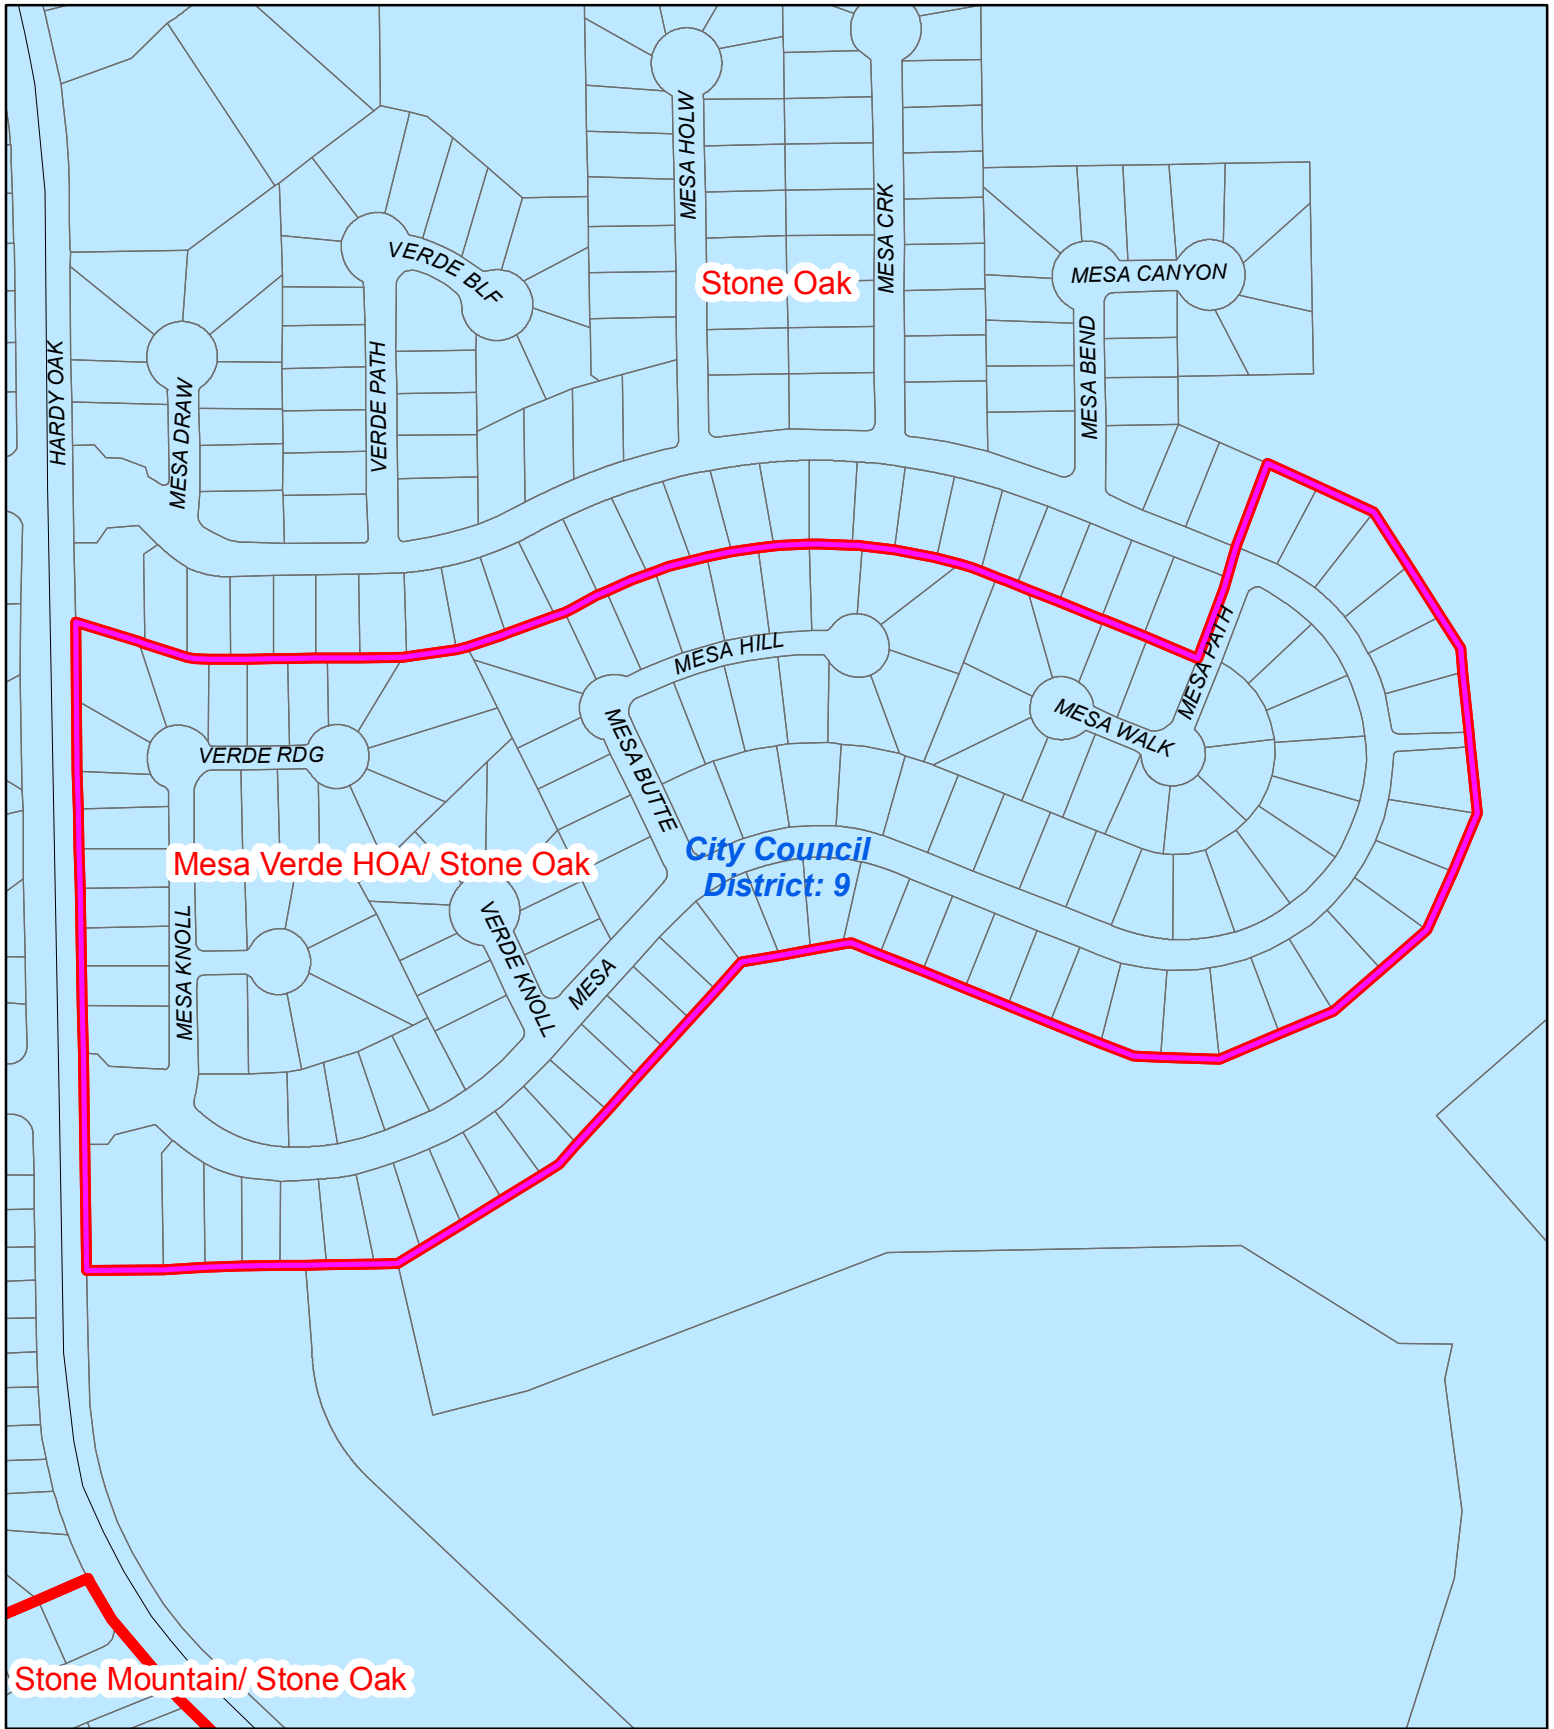 MESA HOLW
MESA CRK
VERDE BLF
Stone Oak
MESA CANYON
HARDY OAK
MESA DRAW
VERDE PATH
MESA BEND
MESA PATH
MESA HILL
MESA WALK
VERDE RDG
MESA BUTTE
City Council
District: 9
Mesa Verde HOA/ Stone Oak
MESA KNOLL
VERDE KNOLL
MESA
Stone Mountain/ Stone Oak